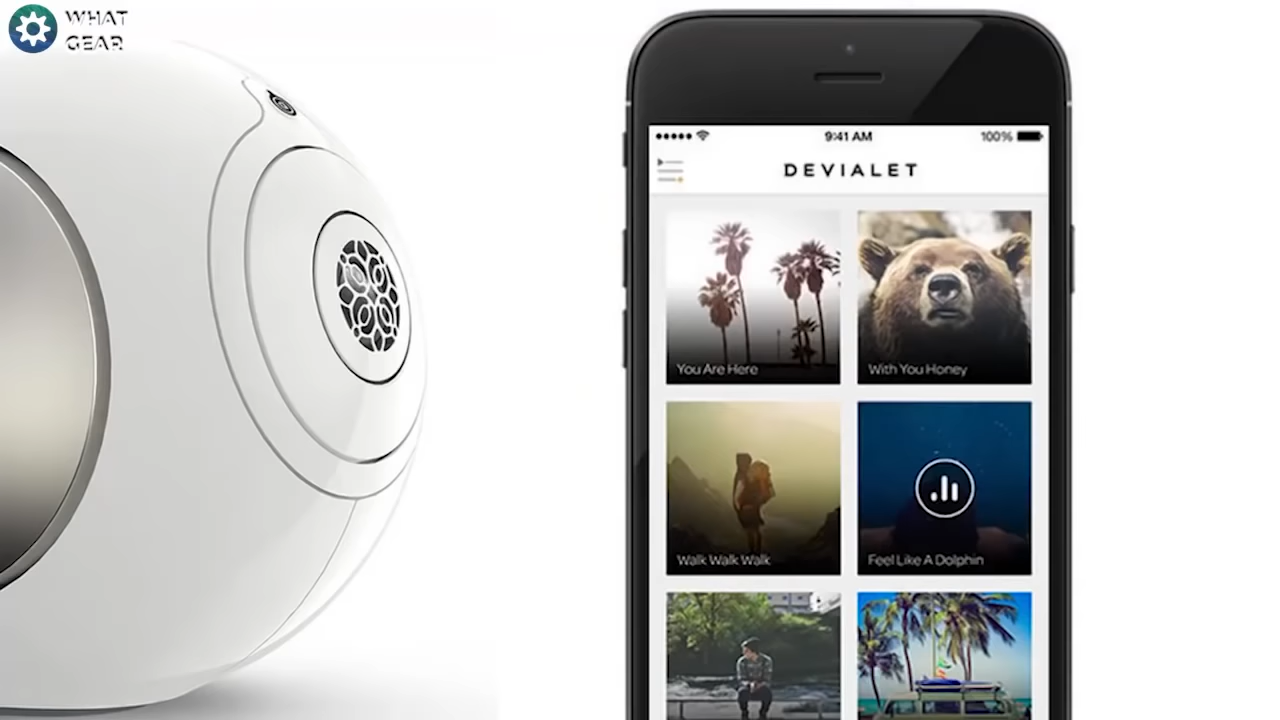 WHAT
GEAR
9:41 AM
100%
DEVIALET
You Are Here
With You Honey
Walk Walk Walk
Feel Like A Dolphin